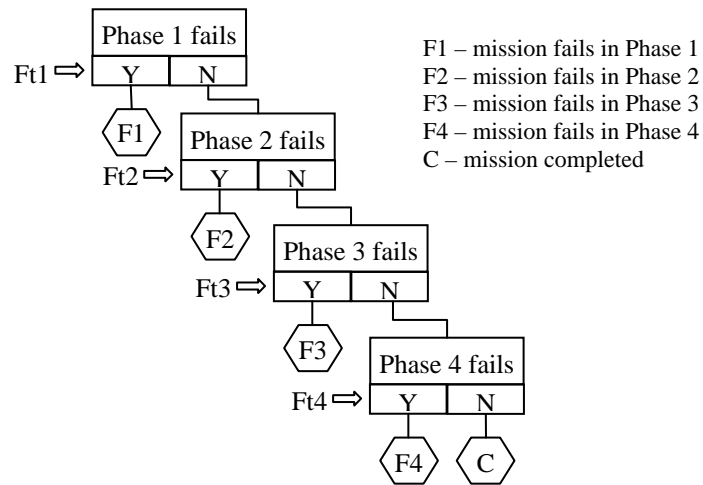 Phase 1 fails
Ft1 Y N
F1
Phase 2 fails
Ft2 Y N
F2
Phase 3 fails
Ft3 Y N
F3
Phase 4 fails
Ft4 Y N
F4 C
F1 – mission fails in Phase 1
F2 – mission fails in Phase 2
F3 – mission fails in Phase 3
F4 – mission fails in Phase 4
C – mission completed